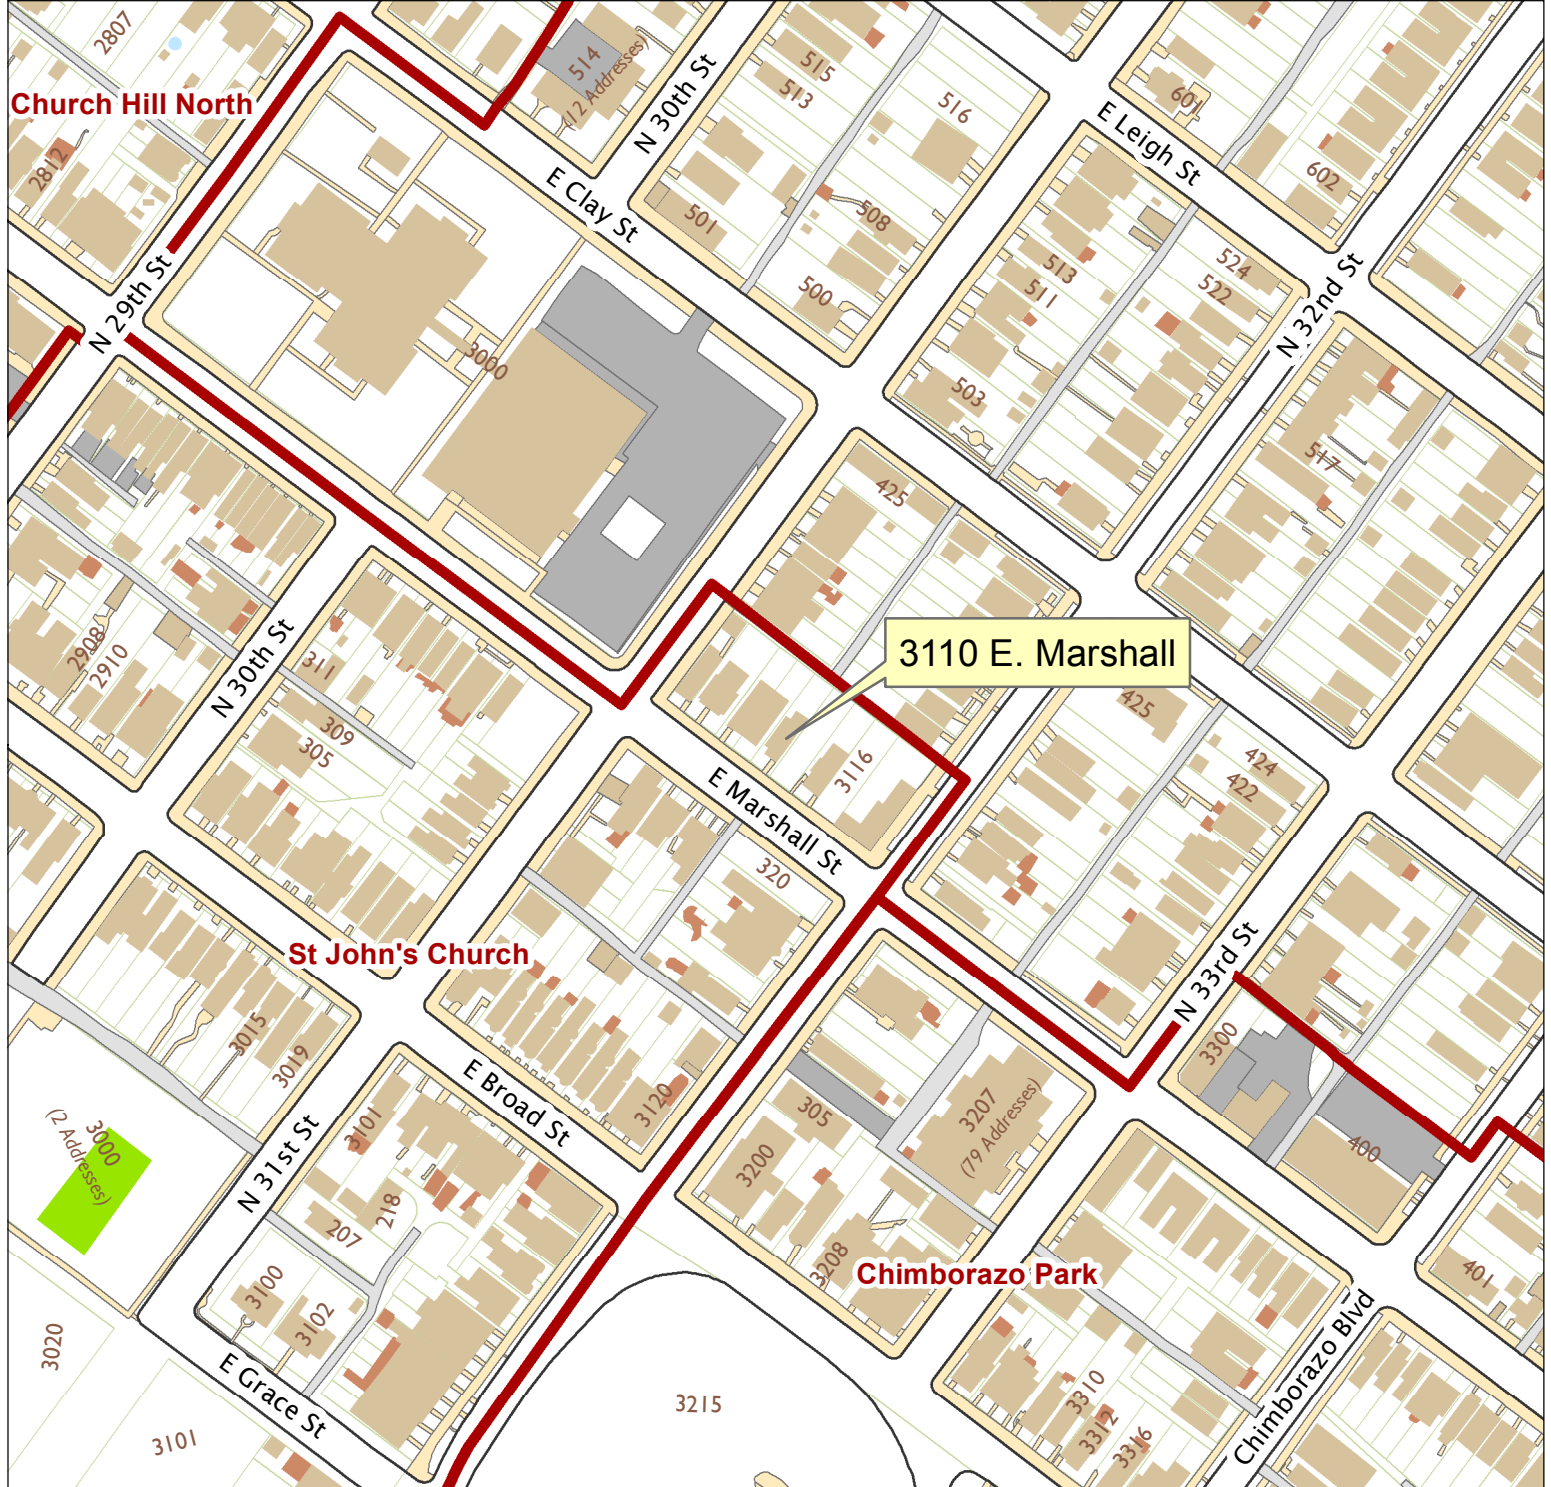 2807
514
(12 Addresses)
N 30th St
515
513
516
601
E Leigh St
Church Hill North
2812
602
E Clay St
501
508
500
513
511
524
522
N 32nd St
N 29th St
3000
503
517
425
3110 E. Marshall
2908
2910
N 30th St
311
309
305
425
424
422
3116
E Marshall St
320
St John's Church
N 33rd St
3015
3019
3300
3000
(2 Addresses)
3101
E Broad St
3120
305
3207
(79 Addresses)
400
3200
N 31st St
218
207
3208
Chimborazo Park
401
3100
3102
3020
E Grace St
3101
3215
3310
3312
3316
Chimborazo Blvd